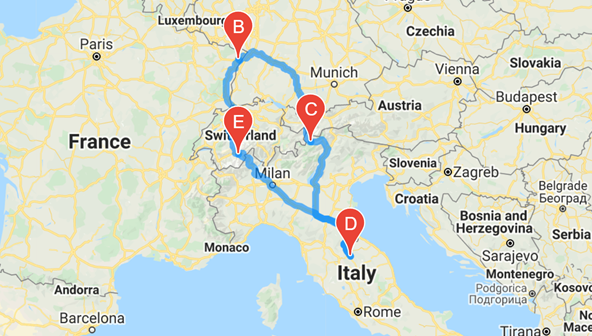 Luxembourg
B
Czechia
Paris
Slovakia
Munich
Vienna
C
Austria
Budapest
E
France
Switzerland
Hungary
Slovenia
Milan
Zagreb
Croatia
Belgrade
Београд
D
Bosnia and
Herzegovina
Serbia
Monaco
Sarajevo
Italy
Montenegro
Andorra
Podgorica
Подгорица
Rome
Barcelona
Tirana